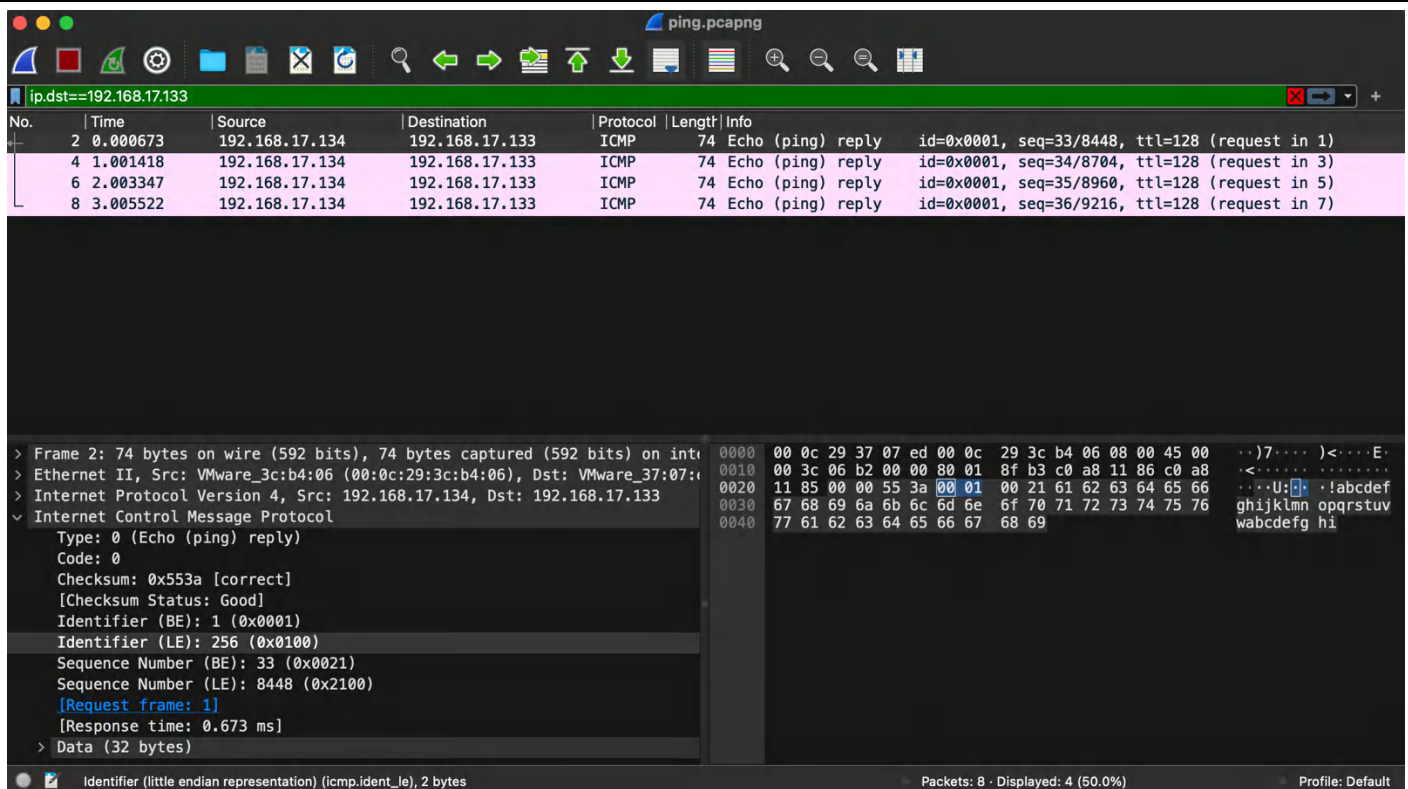 ping.pcapng
ip.dst==192.168.17.133
No. Time Source Destination Protocol Length Info
2 0.000673 192.168.17.134 192.168.17.133 ICMP 74 Echo (ping) reply id=0x0001, seq=33/8448, ttl=128 (request in 1)
4 1.001418 192.168.17.134 192.168.17.133 ICMP 74 Echo (ping) reply id=0x0001, seq=34/8704, ttl=128 (request in 3)
6 2.003347 192.168.17.134 192.168.17.133 ICMP 74 Echo (ping) reply id=0x0001, seq=35/8960, ttl=128 (request in 5)
8 3.005522 192.168.17.134 192.168.17.133 ICMP 74 Echo (ping) reply id=0x0001, seq=36/9216, ttl=128 (request in 7)
> Frame 2: 74 bytes on wire (592 bits), 74 bytes captured (592 bits) on inte
> Ethernet II, Src: VMware_3c:b4:06 (00:0c:29:3c:b4:06), Dst: VMware_37:07:e
> Internet Protocol Version 4, Src: 192.168.17.134, Dst: 192.168.17.133
Internet Control Message Protocol
Type: 0 (Echo (ping) reply)
Code: 0
Checksum: 0x553a [correct]
[Checksum Status: Good]
Identifier (BE): 1 (0x0001)
Identifier (LE): 256 (0x0100)
Sequence Number (BE): 33 (0x0021)
Sequence Number (LE): 8448 (0x2100)
[Request frame: 1]
[Response time: 0.673 ms]
> Data (32 bytes)
0000 00 0c 29 37 07 ed 00 0c 29 3c b4 06 08 00 45 00 ··)7···· )<····E·
0010 00 3c 06 b2 00 00 80 01 8f b3 c0 a8 11 86 c0 a8 ·<······ ········
0020 11 85 00 00 55 3a 00 01 00 21 61 62 63 64 65 66 ····U:·· ·!abcdef
0030 67 68 69 6a 6b 6c 6d 6e 6f 70 71 72 73 74 75 76 ghijklmn opqrstuv
0040 77 61 62 63 64 65 66 67 68 69 wabcdefg hi
Identifier (little endian representation) (icmp.ident_le), 2 bytes
Packets: 8 · Displayed: 4 (50.0%)
Profile: Default